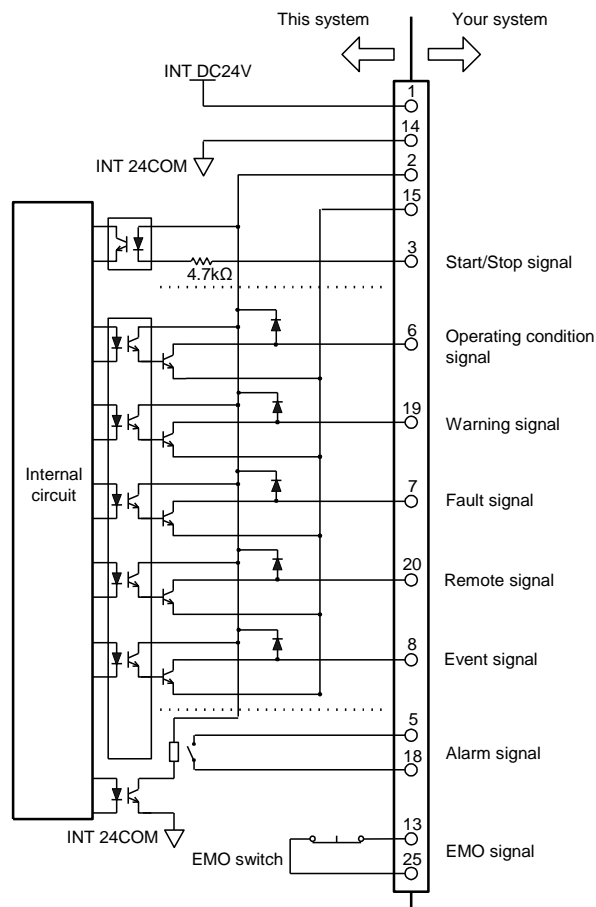 This system
Your system
INT DC24V
1
14
INT 24COM
2
15
3
Start/Stop signal
4.7kΩ
6
Operating condition
signal
19
Warning signal
Internal
circuit
7
Fault signal
20
Remote signal
8
Event signal
5
18
Alarm signal
INT 24COM
13
EMO switch
EMO signal
25